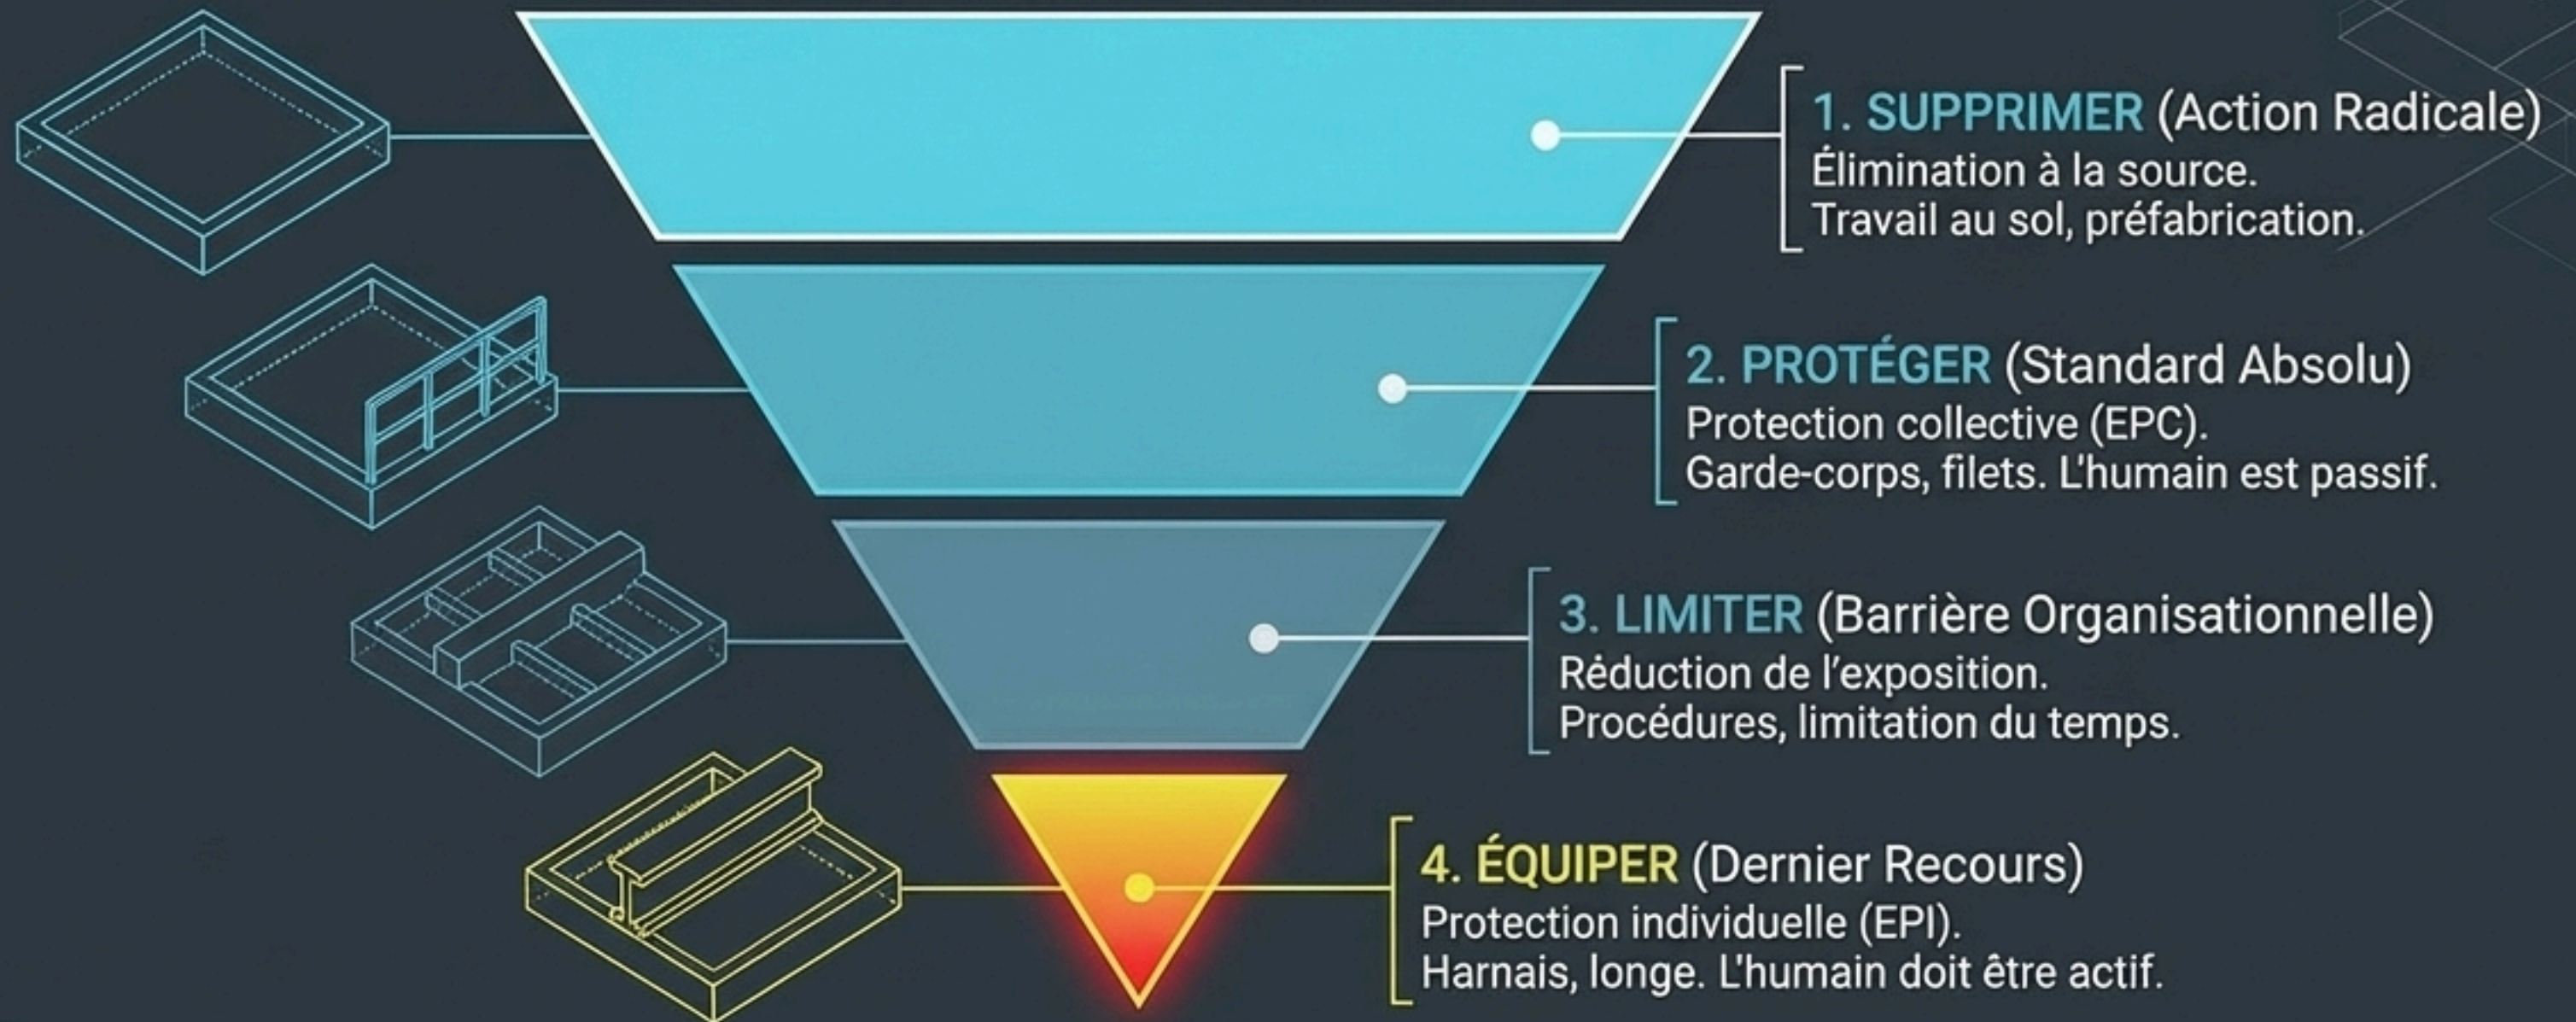 1. SUPPRIMER (Action Radicale)
Élimination à la source.
Travail au sol, préfabrication.
2. PROTÉGER (Standard Absolu)
Protection collective (EPC).
Garde-corps, filets. L'humain est passif.
3. LIMITER (Barrière Organisationnelle)
Réduction de l'exposition.
Procédures, limitation du temps.
4. ÉQUIPER (Dernier Recours)
Protection individuelle (EPI).
Harnais, longe. L'humain doit être actif.